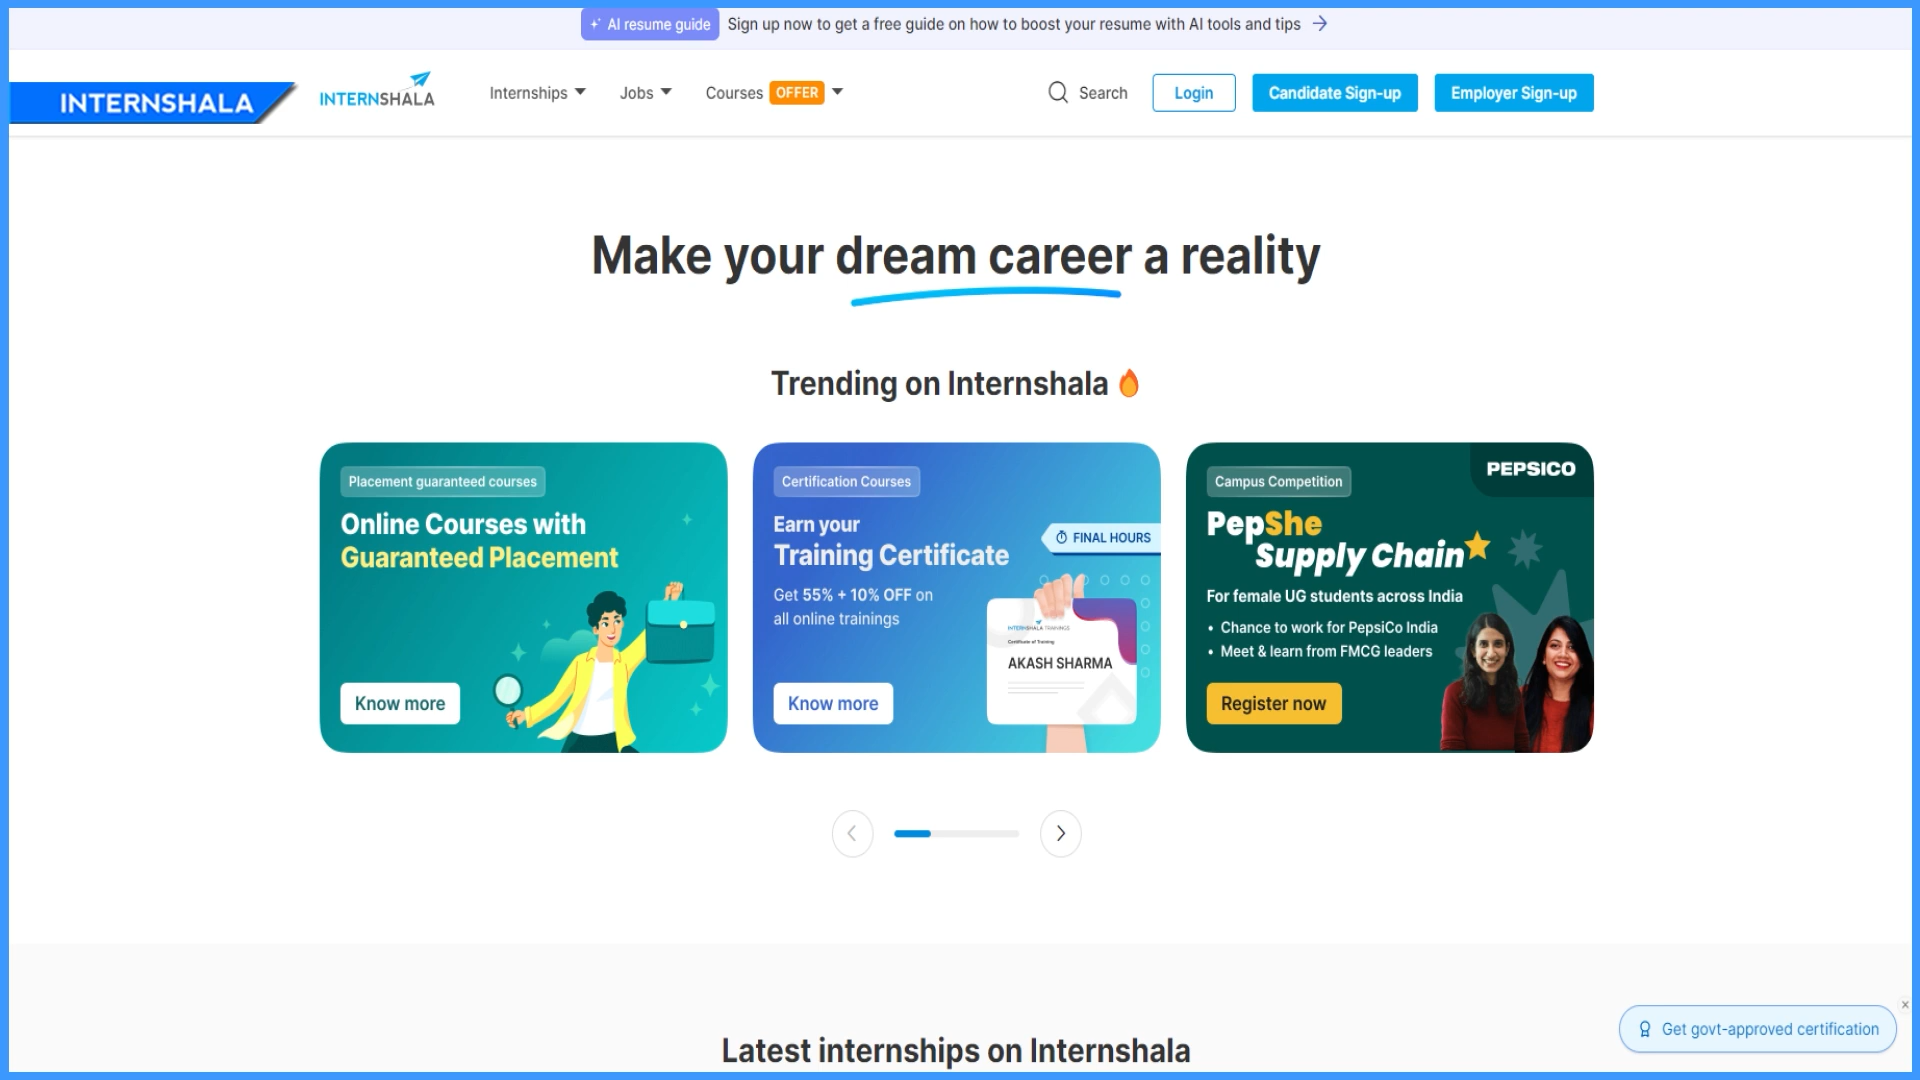 AI resume guide Sign up now to get a free guide on how to boost your resume with AI tools and tips
INTERNSHALA
INTERNSHALA
Internships Jobs Courses OFFER
Search Login Candidate Sign-up Employer Sign-up
Make your dream career a reality
Trending on Internshala
Placement guaranteed courses
Online Courses with
Guaranteed Placement
Know more
Certification Courses
Earn your
Training Certificate
FINAL HOURS
Get 55% + 10% OFF on
all online trainings
INTERNSHALA TRAININGS
Certificate of Training
AKASH SHARMA
Know more
PEPSICO
Campus Competition
PepShe
Supply Chain
For female UG students across India
• Chance to work for PepsiCo India
• Meet & learn from FMCG leaders
Register now
Latest internships on Internshala
Get govt-approved certification